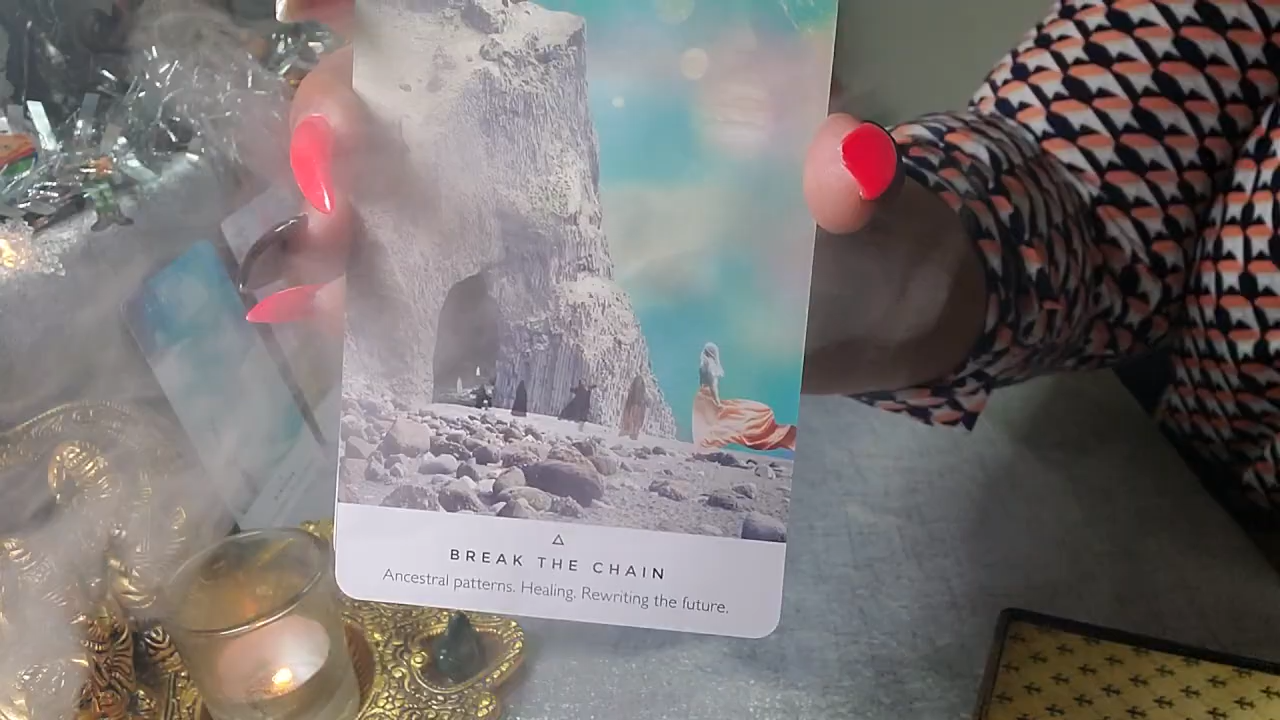 BREAK THE CHAIN
Ancestral patterns. Healing. Rewriting the future.